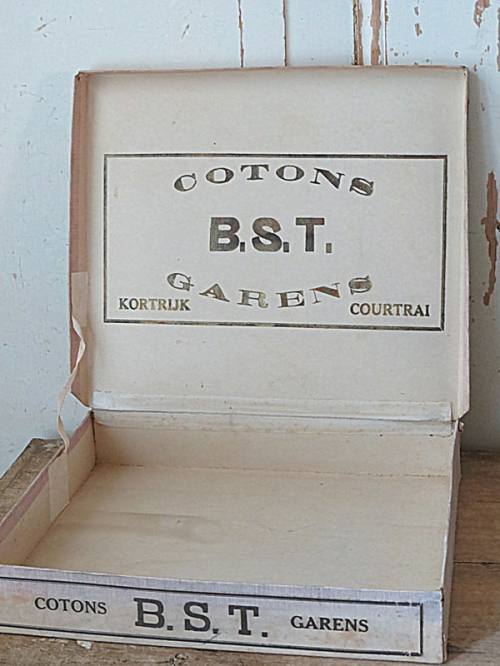 COTONS
B.S.T.
GARENS
KORTRIJK COURTRAI
COTONS B.S.T. GARENS